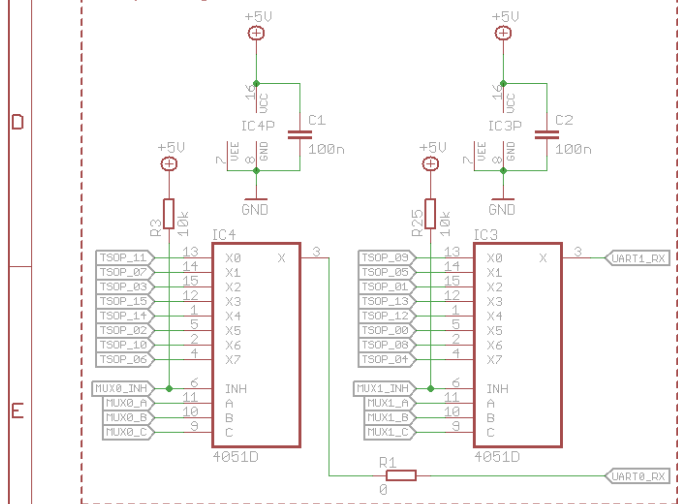 +5V
+5V
16
VCC
IC4P
C1
100n
VEE
GND
7
8
GND
16
VCC
IC3P
C2
100n
VEE
GND
7
8
GND
D
+5V
R3
10k
IC4
+5V
R25
10k
IC3
TSOP_11 13 X0 X 3
TSOP_07 14 X1
TSOP_03 15 X2
TSOP_15 12 X3
TSOP_14 1 X4
TSOP_02 5 X5
TSOP_10 2 X6
TSOP_06 4 X7
MUX0_INH 6 INH
MUX0_A 11 A
MUX0_B 10 B
MUX0_C 9 C
4051D
TSOP_09 13 X0 X 3 UART1_RX
TSOP_05 14 X1
TSOP_01 15 X2
TSOP_13 12 X3
TSOP_12 1 X4
TSOP_00 5 X5
TSOP_08 2 X6
TSOP_04 4 X7
MUX1_INH 6 INH
MUX1_A 11 A
MUX1_B 10 B
MUX1_C 9 C
4051D
E
R1
0
UART0_RX